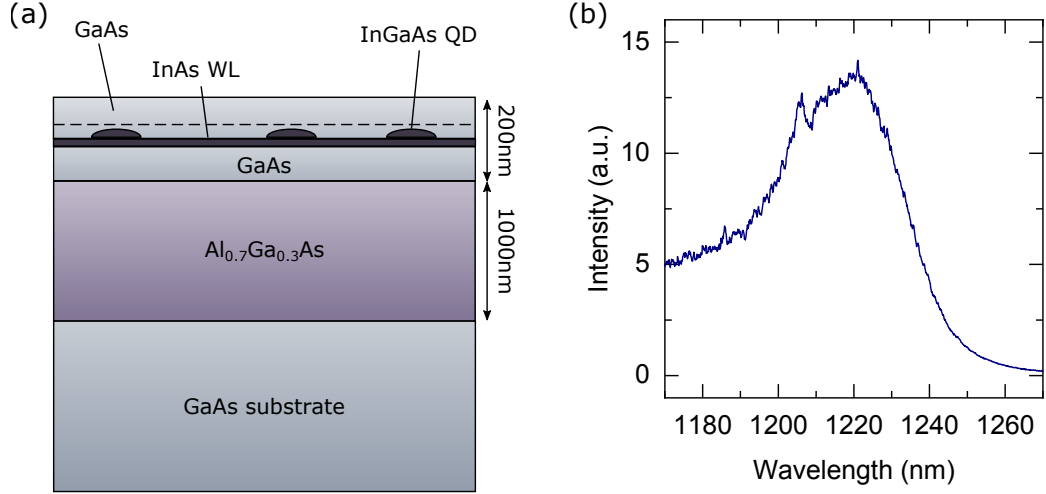 (a)
GaAs
InAs WL
InGaAs QD
200nm
GaAs
1000nm
Al0.7Ga0.3As
GaAs substrate
(b)
Intensity (a.u.)
15
10
5
0
1180 1200 1220 1240 1260
Wavelength (nm)